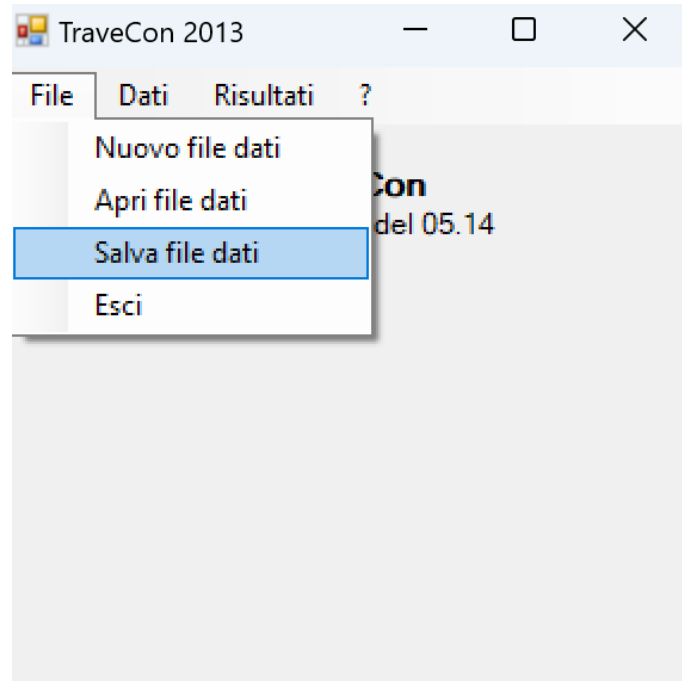 TraveCon 2013
File Dati Risultati ?
Nuovo file dati
Apri file dati
Con
del 05.14
Salva file dati
Esci